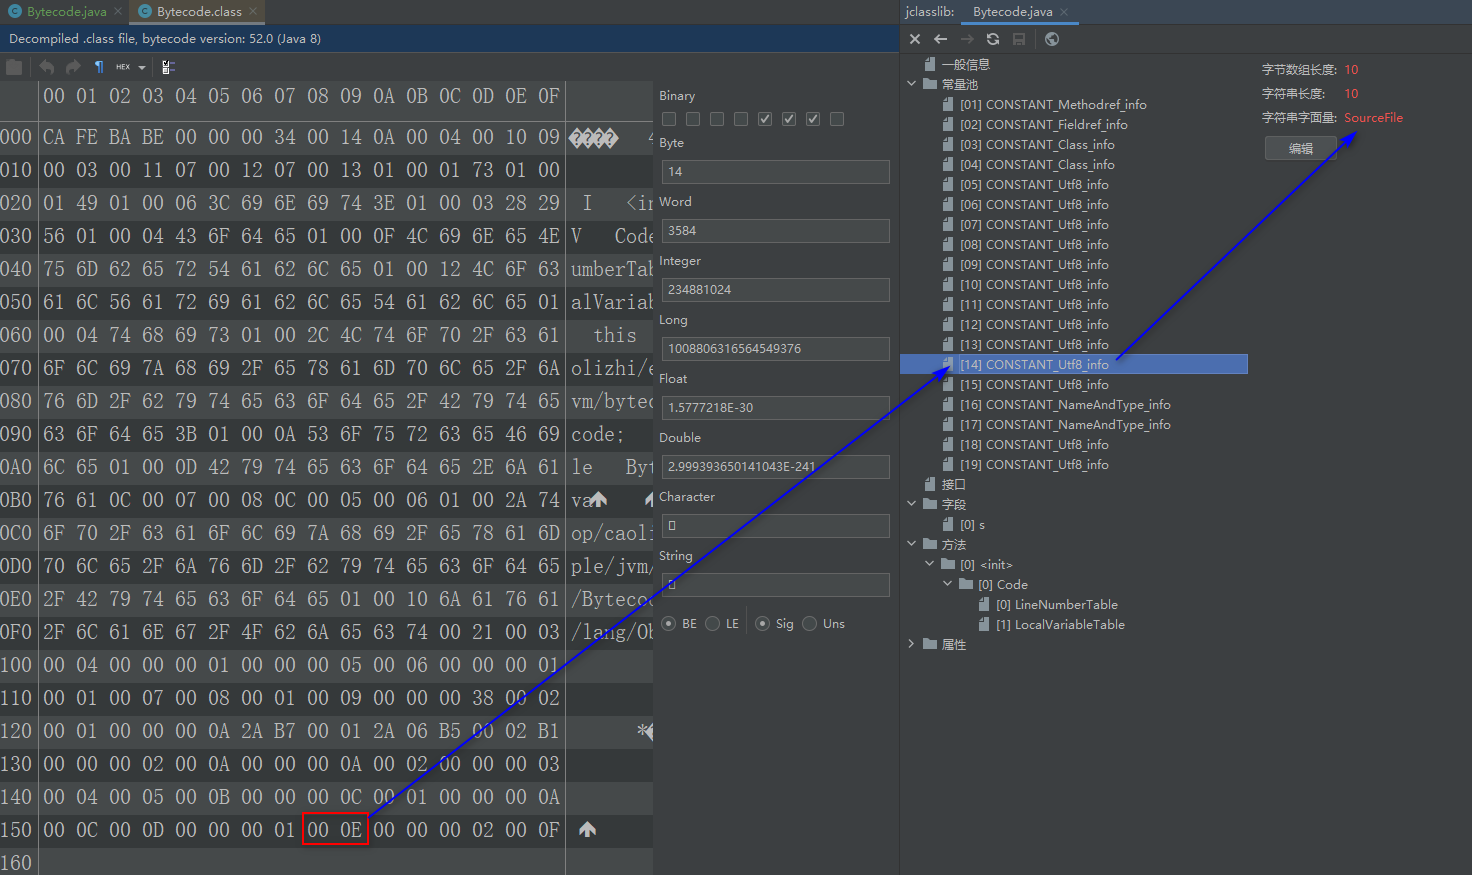 Bytecode.java
Bytecode.class
Decompiled .class file, bytecode version: 52.0 (Java 8)
HEX
00 01 02 03 04 05 06 07 08 09 0A 0B 0C 0D 0E 0F
000 CA FE BA BE 00 00 00 34 00 14 0A 00 04 00 10 09 4
010 00 03 00 11 07 00 12 07 00 13 01 00 01 73 01 00
020 01 49 01 00 06 3C 69 6E 69 74 3E 01 00 03 28 29 I <in
030 56 01 00 04 43 6F 64 65 01 00 0F 4C 69 6E 65 4E V Code
040 75 6D 62 65 72 54 61 62 6C 65 01 00 12 4C 6F 63 umberTab
050 61 6C 56 61 72 69 61 62 6C 65 54 61 62 6C 65 01 alVariab
060 00 04 74 68 69 73 01 00 2C 4C 74 6F 70 2F 63 61 this
070 6F 6C 69 7A 68 69 2F 65 78 61 6D 70 6C 65 2F 6A olizhi/e
080 76 6D 2F 62 79 74 65 63 6F 64 65 2F 42 79 74 65 vm/bytec
090 63 6F 64 65 3B 01 00 0A 53 6F 75 72 63 65 46 69 code;
0A0 6C 65 01 00 0D 42 79 74 65 63 6F 64 65 2E 6A 61 le Byt
0B0 76 61 0C 00 07 00 08 0C 00 05 00 06 01 00 2A 74 va
0C0 6F 70 2F 63 61 6F 6C 69 7A 68 69 2F 65 78 61 6D op/caoli
0D0 70 6C 65 2F 6A 76 6D 2F 62 79 74 65 63 6F 64 65 ple/jvm/
0E0 2F 42 79 74 65 63 6F 64 65 01 00 10 6A 61 76 61 /Bytecod
0F0 2F 6C 61 6E 67 2F 4F 62 6A 65 63 74 00 21 00 03 /lang/Ob
100 00 04 00 00 00 01 00 00 00 05 00 06 00 00 00 01
110 00 01 00 07 00 08 00 01 00 09 00 00 00 38 00 02
120 00 01 00 00 00 0A 2A B7 00 01 2A 06 B5 00 02 B1 *
130 00 00 00 02 00 0A 00 00 00 0A 00 02 00 00 00 03
140 00 04 00 05 00 0B 00 00 00 0C 00 01 00 00 00 0A
150 00 0C 00 0D 00 00 00 01 00 0E 00 00 00 02 00 0F
160
Binary
Byte
14
Word
3584
Integer
234881024
Long
1008806316564549376
Float
1.5777218E-30
Double
2.999393650141043E-241
Character
String
BE LE Sig Uns
jclasslib: Bytecode.java
一般信息
常量池
[01] CONSTANT_Methodref_info
[02] CONSTANT_Fieldref_info
[03] CONSTANT_Class_info
[04] CONSTANT_Class_info
[05] CONSTANT_Utf8_info
[06] CONSTANT_Utf8_info
[07] CONSTANT_Utf8_info
[08] CONSTANT_Utf8_info
[09] CONSTANT_Utf8_info
[10] CONSTANT_Utf8_info
[11] CONSTANT_Utf8_info
[12] CONSTANT_Utf8_info
[13] CONSTANT_Utf8_info
[14] CONSTANT_Utf8_info
[15] CONSTANT_Utf8_info
[16] CONSTANT_NameAndType_info
[17] CONSTANT_NameAndType_info
[18] CONSTANT_Utf8_info
[19] CONSTANT_Utf8_info
接口
字段
[0] s
方法
[0] <init>
[0] Code
[0] LineNumberTable
[1] LocalVariableTable
属性
字节数组长度: 10
字符串长度: 10
字符串字面量: SourceFile
编辑